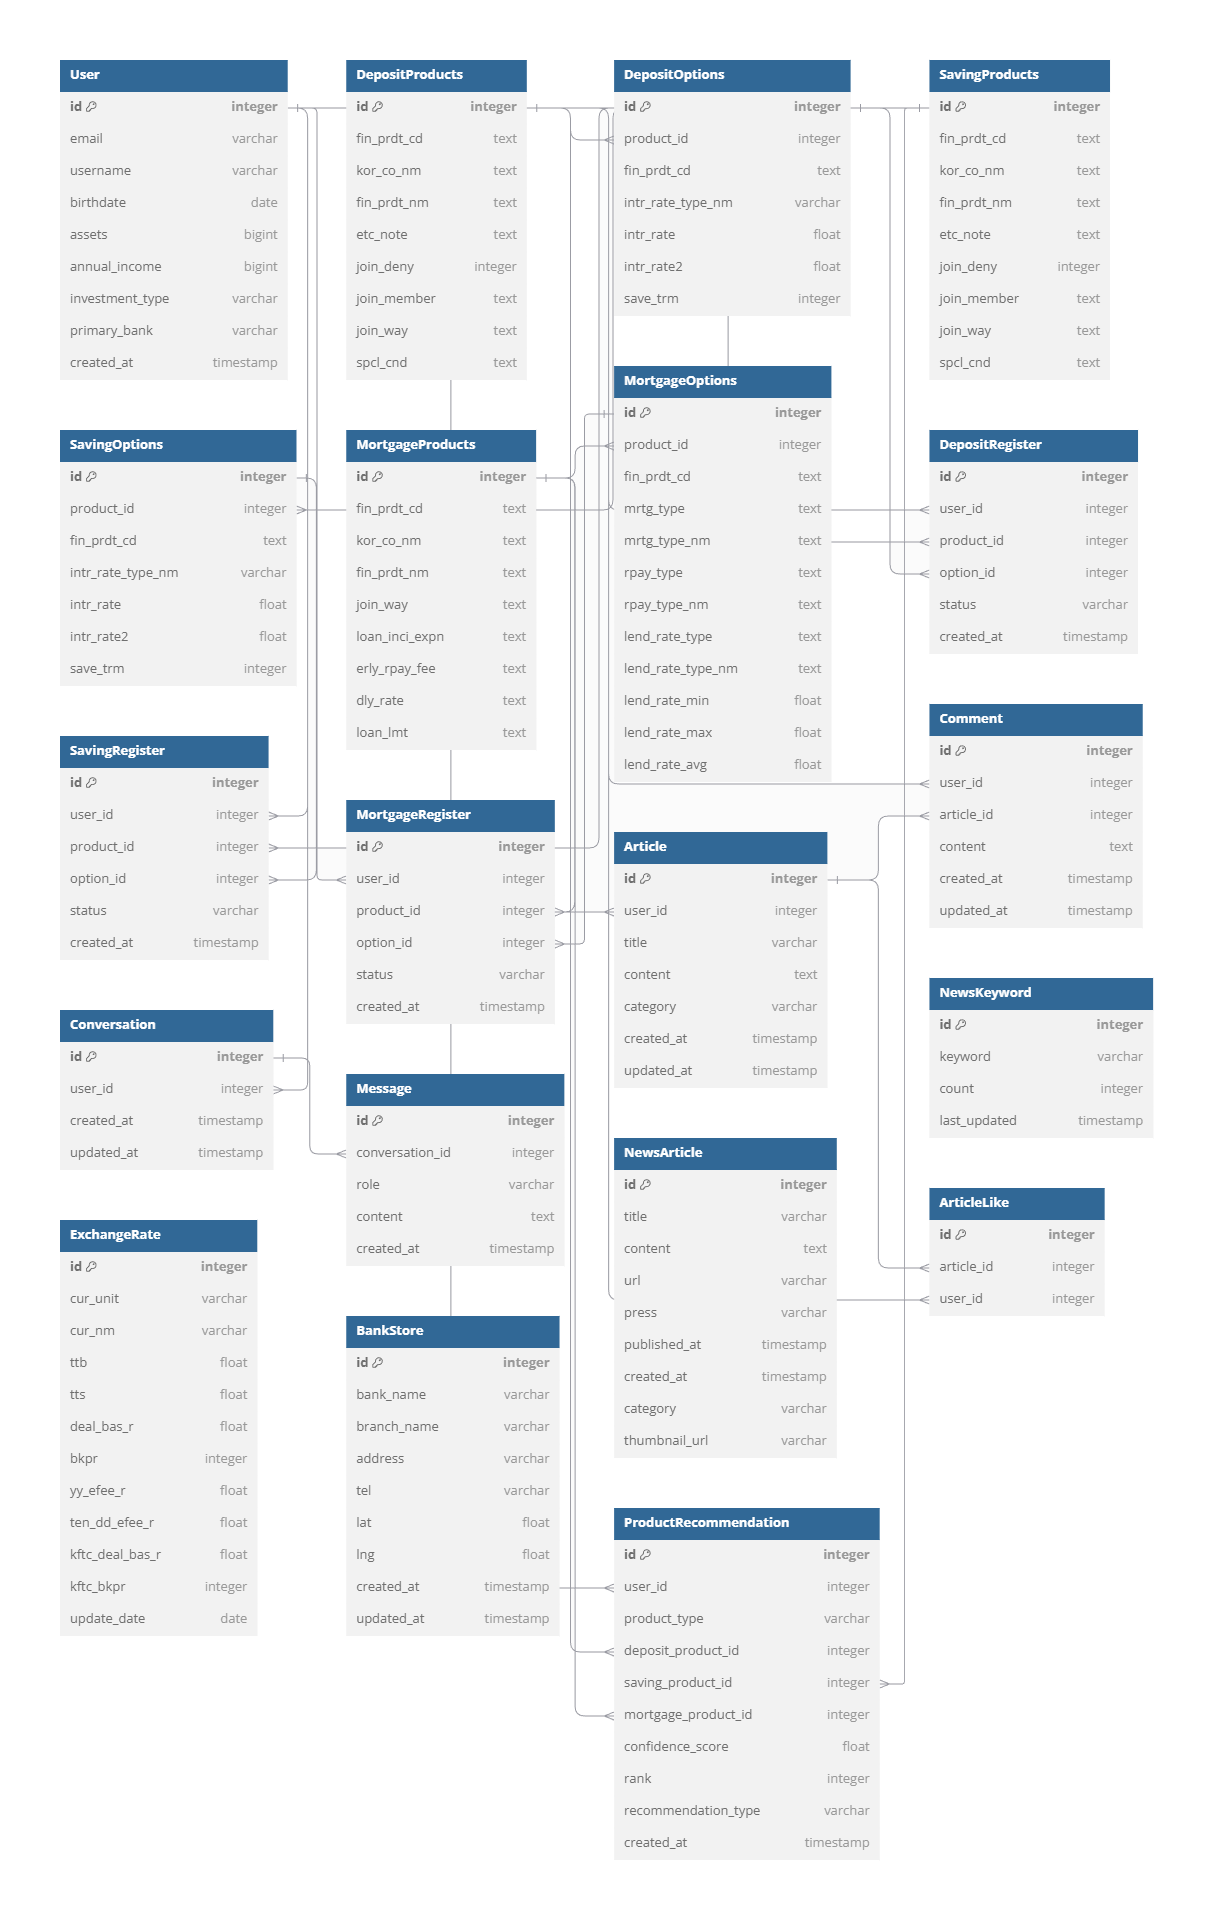 User
id integer
email varchar
username varchar
birthdate date
assets bigint
annual_income bigint
investment_type varchar
primary_bank varchar
created_at timestamp
DepositProducts
id integer
fin_prdt_cd text
kor_co_nm text
fin_prdt_nm text
etc_note text
join_deny integer
join_member text
join_way text
spcl_cnd text
DepositOptions
id integer
product_id integer
fin_prdt_cd text
intr_rate_type_nm varchar
intr_rate float
intr_rate2 float
save_trm integer
SavingProducts
id integer
fin_prdt_cd text
kor_co_nm text
fin_prdt_nm text
etc_note text
join_deny integer
join_member text
join_way text
spcl_cnd text
SavingOptions
id integer
product_id integer
fin_prdt_cd text
intr_rate_type_nm varchar
intr_rate float
intr_rate2 float
save_trm integer
MortgageProducts
id integer
fin_prdt_cd text
kor_co_nm text
fin_prdt_nm text
join_way text
loan_inci_expn text
erly_rpay_fee text
dly_rate text
loan_lmt text
MortgageOptions
id integer
product_id integer
fin_prdt_cd text
mrtg_type text
mrtg_type_nm text
rpay_type text
rpay_type_nm text
lend_rate_type text
lend_rate_type_nm text
lend_rate_min float
lend_rate_max float
lend_rate_avg float
DepositRegister
id integer
user_id integer
product_id integer
option_id integer
status varchar
created_at timestamp
SavingRegister
id integer
user_id integer
product_id integer
option_id integer
status varchar
created_at timestamp
MortgageRegister
id integer
user_id integer
product_id integer
option_id integer
status varchar
created_at timestamp
Article
id integer
user_id integer
title varchar
content text
category varchar
created_at timestamp
updated_at timestamp
Comment
id integer
user_id integer
article_id integer
content text
created_at timestamp
updated_at timestamp
Conversation
id integer
user_id integer
created_at timestamp
updated_at timestamp
Message
id integer
conversation_id integer
role varchar
content text
created_at timestamp
NewsArticle
id integer
title varchar
content text
url varchar
press varchar
published_at timestamp
created_at timestamp
category varchar
thumbnail_url varchar
NewsKeyword
id integer
keyword varchar
count integer
last_updated timestamp
ArticleLike
id integer
article_id integer
user_id integer
ExchangeRate
id integer
cur_unit varchar
cur_nm varchar
ttb float
tts float
deal_bas_r float
bkpr integer
yy_efee_r float
ten_dd_efee_r float
kftc_deal_bas_r float
kftc_bkpr integer
update_date date
BankStore
id integer
bank_name varchar
branch_name varchar
address varchar
tel varchar
lat float
lng float
created_at timestamp
updated_at timestamp
ProductRecommendation
id integer
user_id integer
product_type varchar
deposit_product_id integer
saving_product_id integer
mortgage_product_id integer
confidence_score float
rank integer
recommendation_type varchar
created_at timestamp